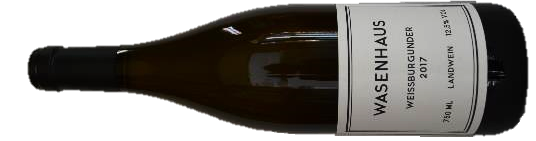 WASENHAUS
WEISSBURGUNDER
2017
750 ML LANDWEIN 12,5% VOL